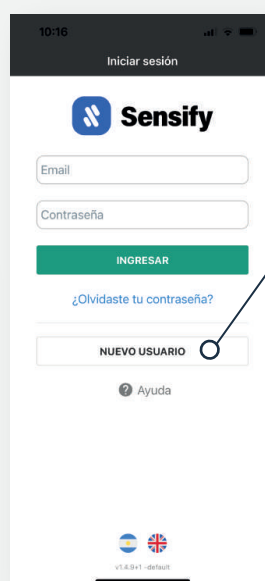 10:16
Iniciar sesión
Sensify
Email
Contraseña
INGRESAR
¿Olvidaste tu contraseña?
NUEVO USUARIO
? Ayuda
v1.4.9+1 -default